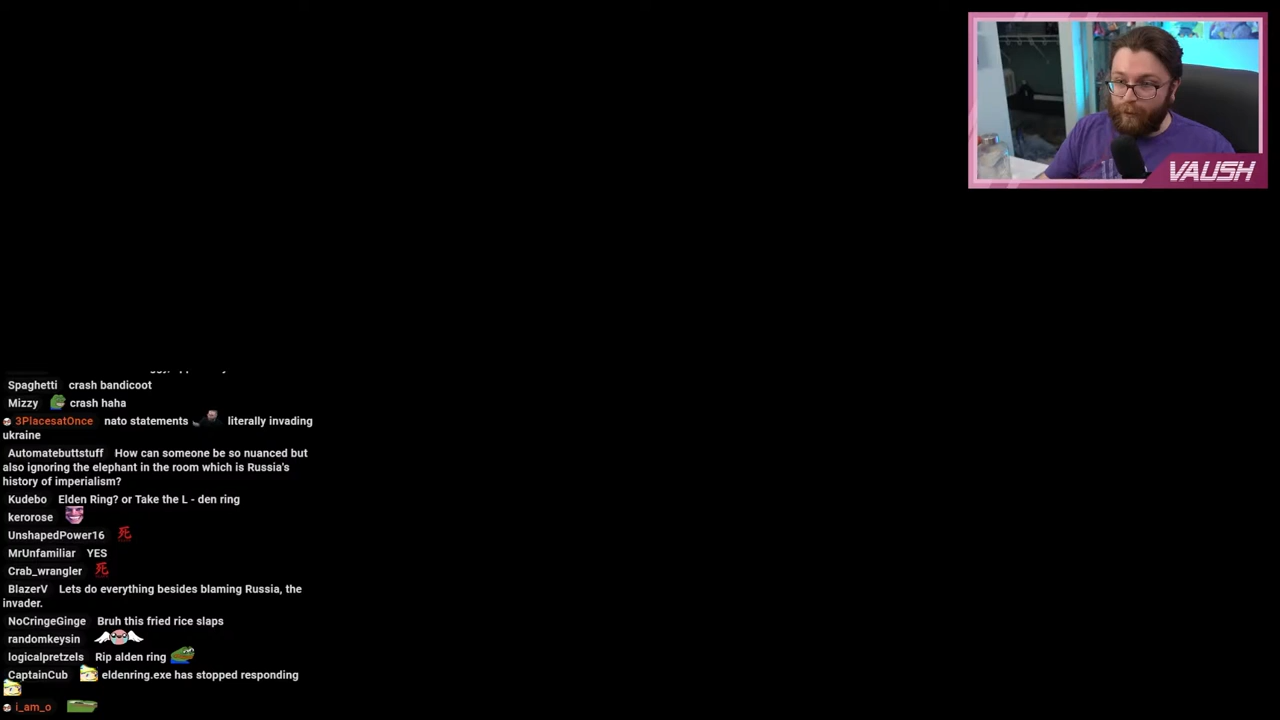 VAUSH
Spaghetti crash bandicoot
Mizzy crash haha
3PlacesatOnce nato statements literally invading
ukraine
Automatebuttstuff How can someone be so nuanced but
also ignoring the elephant in the room which is Russia's
history of imperialism?
Kudebo Elden Ring? or Take the L - den ring
kerorose
UnshapedPower16 死
MrUnfamiliar YES
Crab_wrangler 死
BlazerV Lets do everything besides blaming Russia, the
invader.
NoCringeGinge Bruh this fried rice slaps
randomkeysin
logicalpretzels Rip alden ring
CaptainCub eldenring.exe has stopped responding
i_am_o